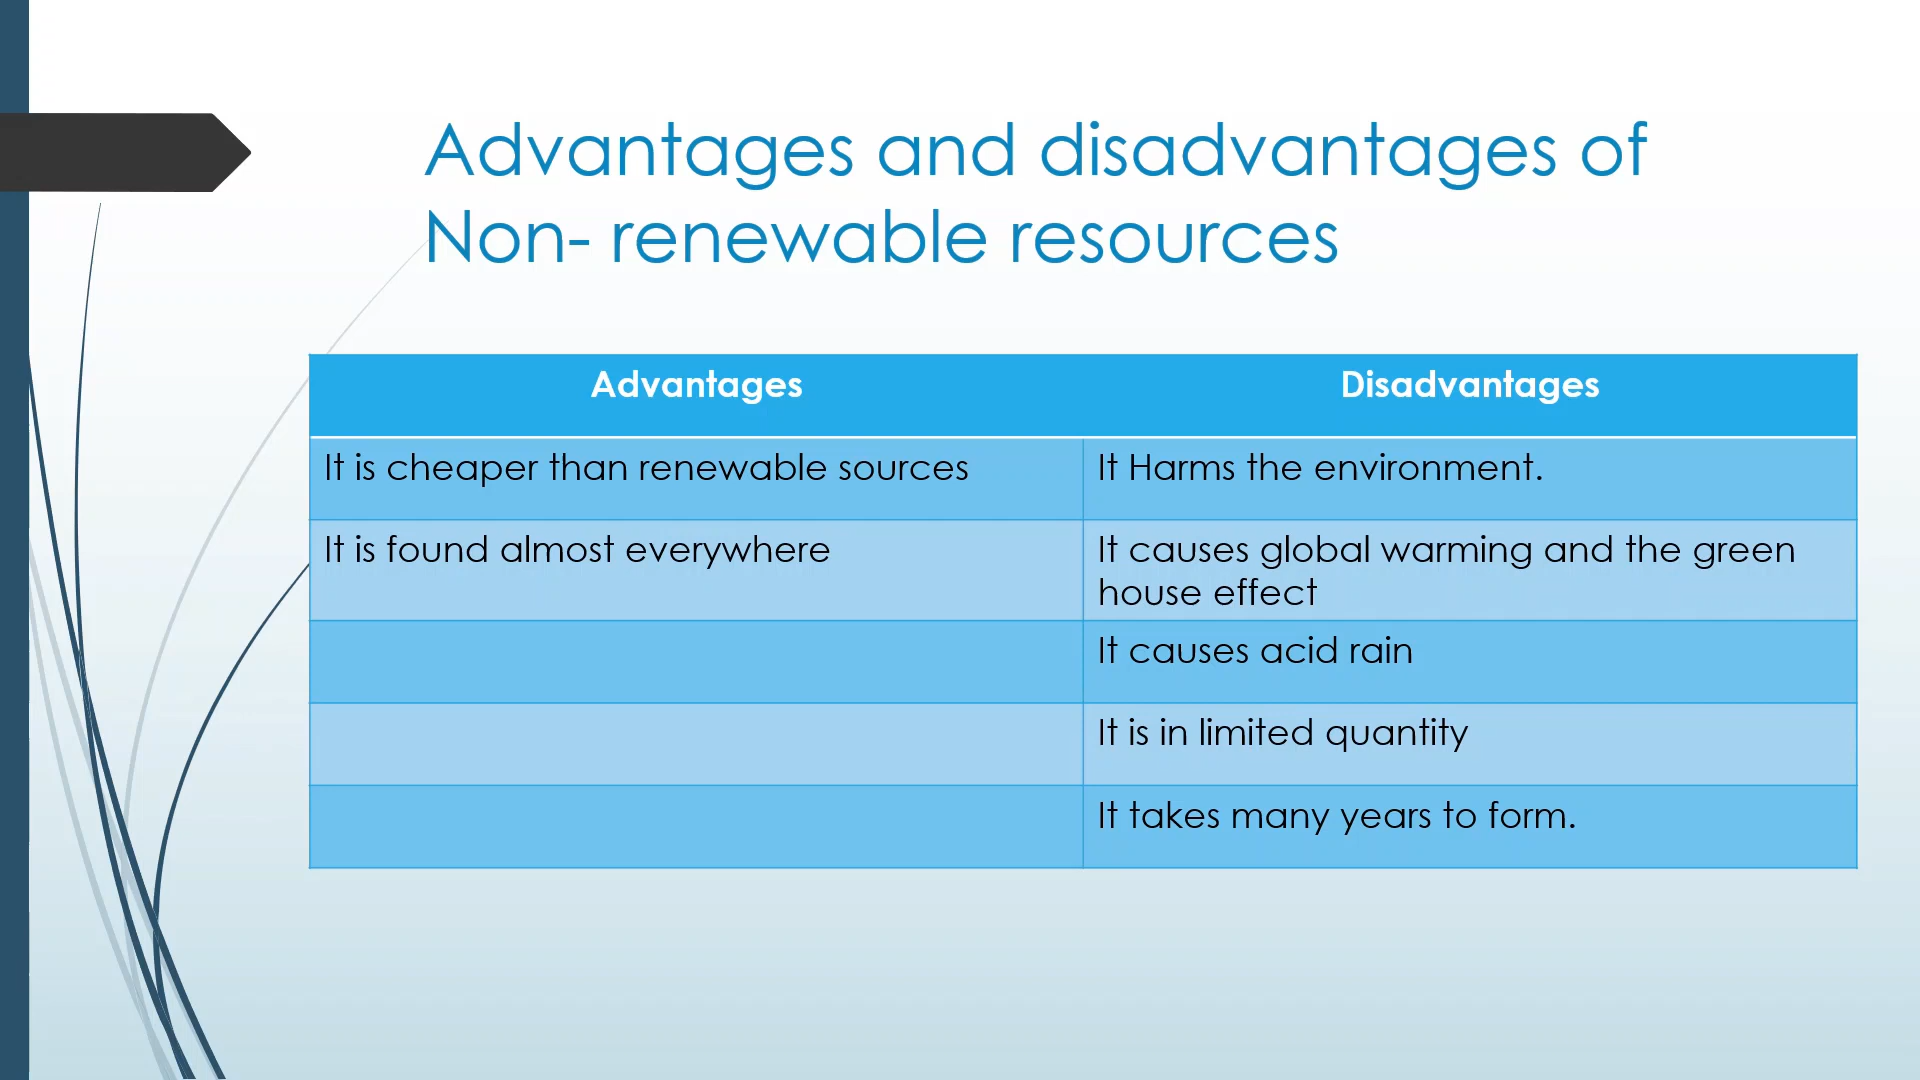 Advantages and disadvantages of
Non- renewable resources
Advantages
Disadvantages
It is cheaper than renewable sources
It Harms the environment.
It is found almost everywhere
It causes global warming and the green
house effect
It causes acid rain
It is in limited quantity
It takes many years to form.